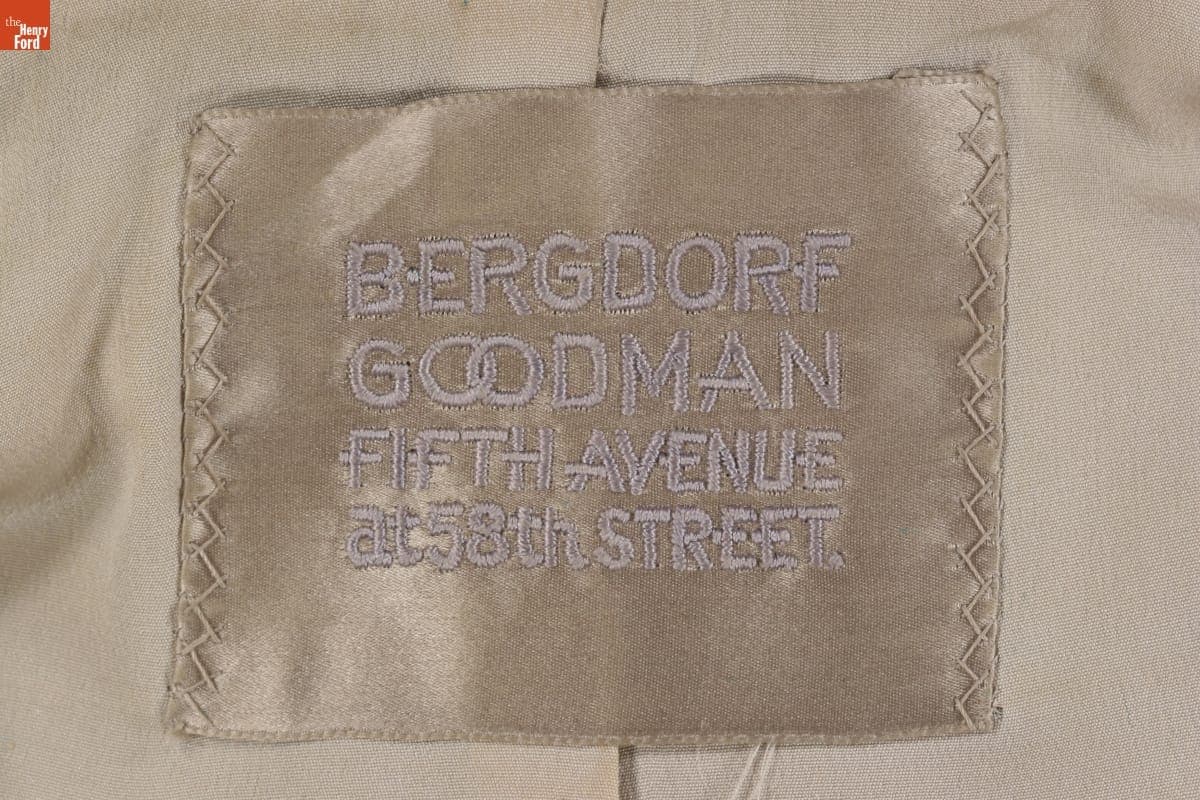 the
Henry
Ford
BERGDORF
GOODMAN
FIFTH AVENUE
at 58th STREET.